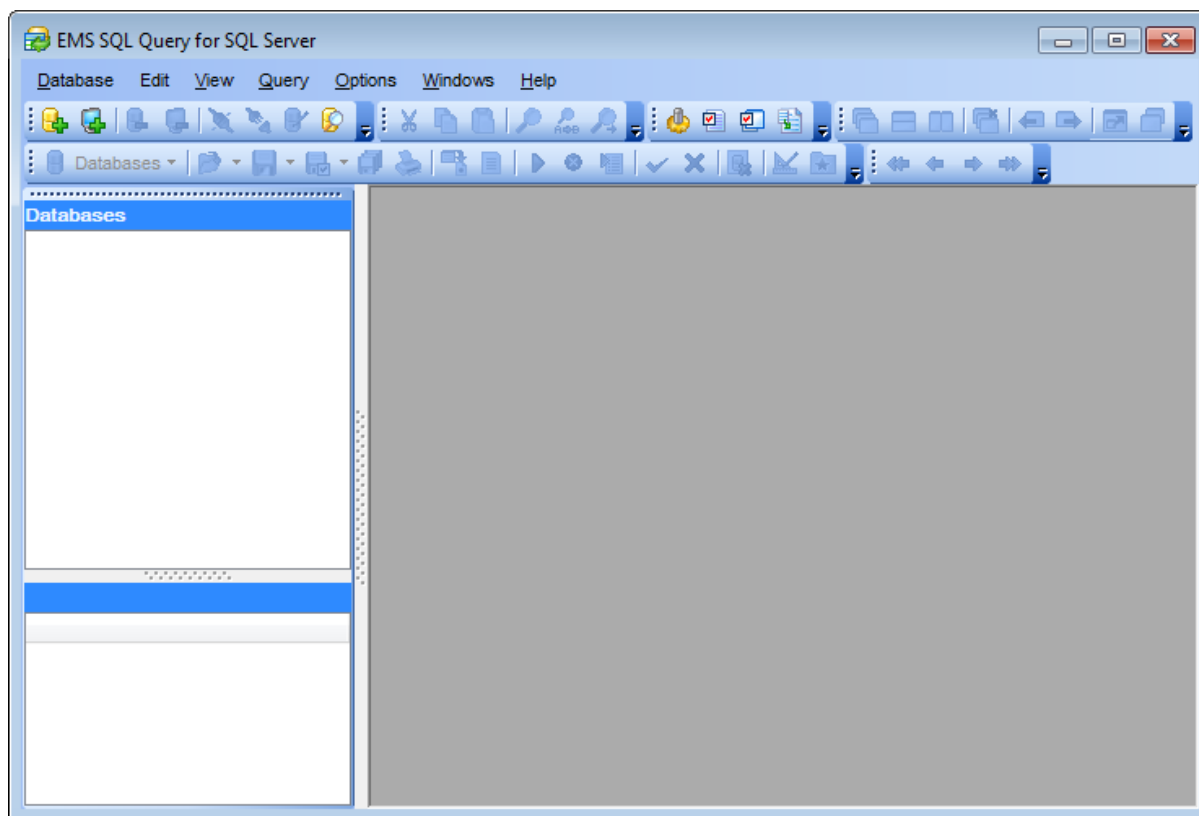 EMS SQL Query for SQL Server
Database Edit View Query Options Windows Help
Databases
Databases